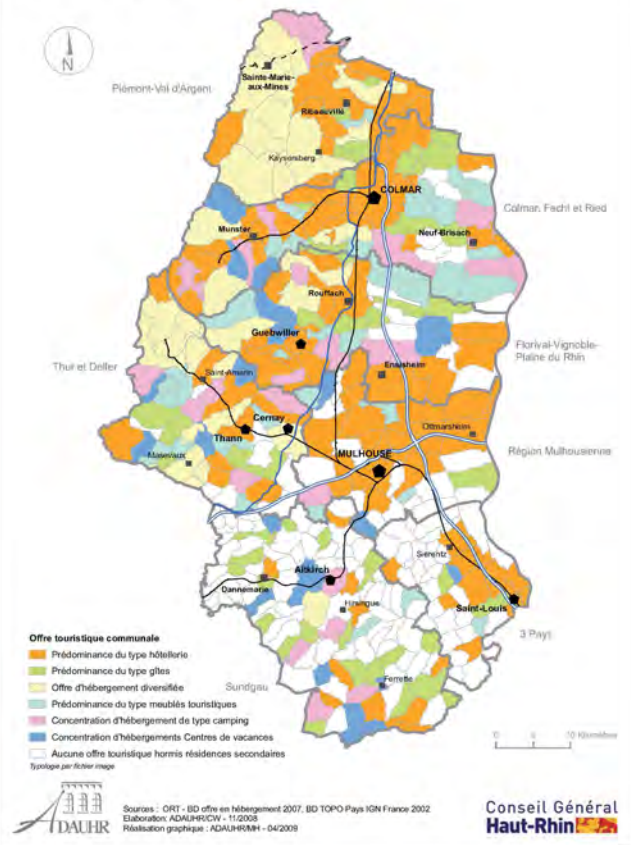 N
Sainte-Marie-
aux-Mines
Piémont-Val d'Argent
Ribeauvillé
Kaysersberg
COLMAR
Colmar, Fecht et Ried
Munster
Neuf-Brisach
Rouffach
Guebwiller
Florival-Vignoble-
Plaine du Rhin
Thur et Doller
Saint-Amarin
Ensisheim
Cernay
Thann
Ottmarsheim
Région Mulhousienne
Masevaux
MULHOUSE
Sierentz
Altkirch
Dannemarie
Hirsingue
Saint-Louis
3 Pays
Sundgau
Ferrette
Offre touristique communale
Prédominance du type hôtellerie
Prédominance du type gîtes
Offre d'hébergement diversifiée
Prédominance du type meublés touristiques
Concentration d'hébergement de type camping
Concentration d'hébergements Centres de vacances
Aucune offre touristique hormis résidences secondaires
Typologie par fichier image
0 5 10 Kilomètres
ADAUHR
Sources : ORT - BD offre en hébergement 2007, BD TOPO Pays IGN France 2002
Elaboration: ADAUHR/CW - 11/2008
Réalisation graphique : ADAUHR/MH - 04/2009
Conseil Général
Haut-Rhin